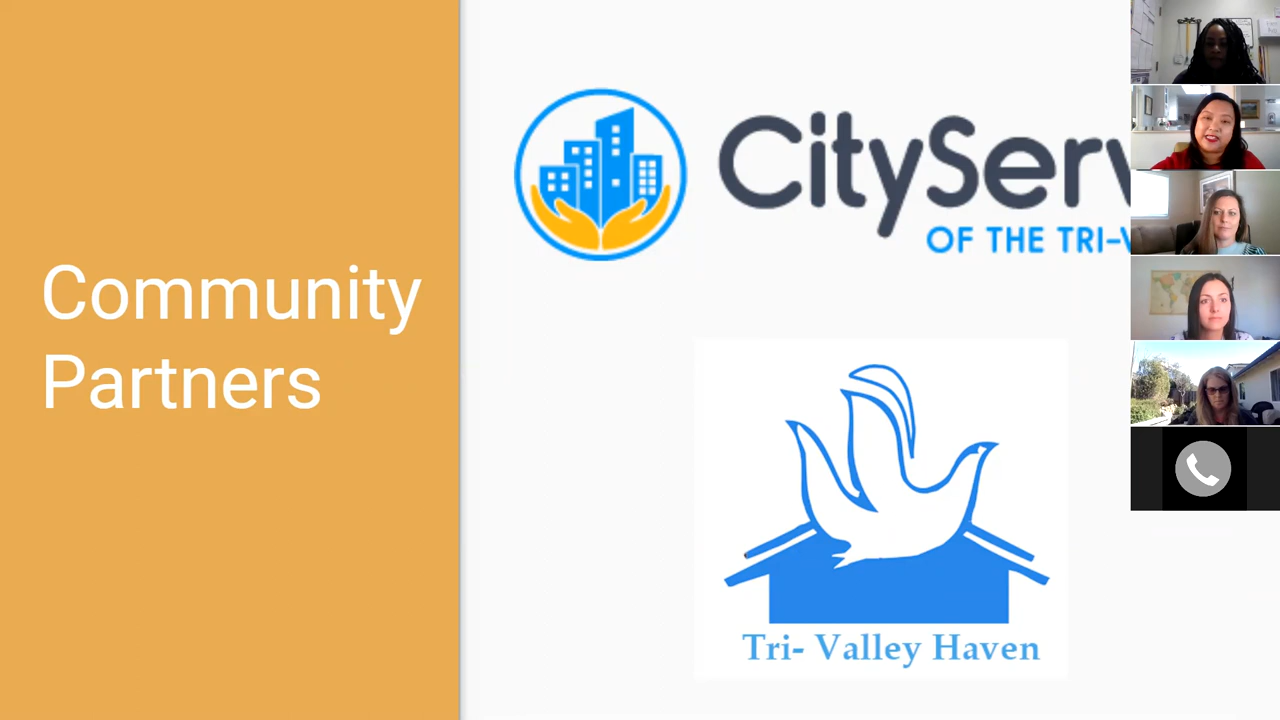 Community
Partners
CityServ
OF THE TRI-V
Tri- Valley Haven